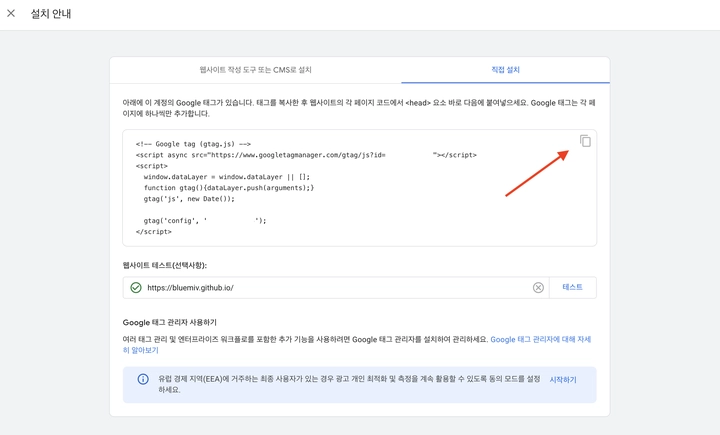 설치 안내
웹사이트 작성 도구 또는 CMS로 설치
직접 설치
아래에 이 계정의 Google 태그가 있습니다. 태그를 복사한 후 웹사이트의 각 페이지 코드에서 <head> 요소 바로 다음에 붙여넣으세요. Google 태그는 각 페
이지에 하나씩만 추가합니다.
<!-- Google tag (gtag.js) -->
<script async src="https://www.googletagmanager.com/gtag/js?id= "></script>
<script>
window.dataLayer = window.dataLayer || [];
function gtag(){dataLayer.push(arguments);}
gtag('js', new Date());
gtag('config', ' ');
</script>
웹사이트 테스트(선택사항):
https://bluemiv.github.io/
테스트
Google 태그 관리자 사용하기
여러 태그 관리 및 엔터프라이즈 워크플로를 포함한 추가 기능을 사용하려면 Google 태그 관리자를 설치하여 관리하세요. Google 태그 관리자에 대해 자세
히 알아보기
유럽 경제 지역(EEA)에 거주하는 최종 사용자가 있는 경우 광고 개인 최적화 및 측정을 계속 활용할 수 있도록 동의 모드를 설정
하세요.
시작하기